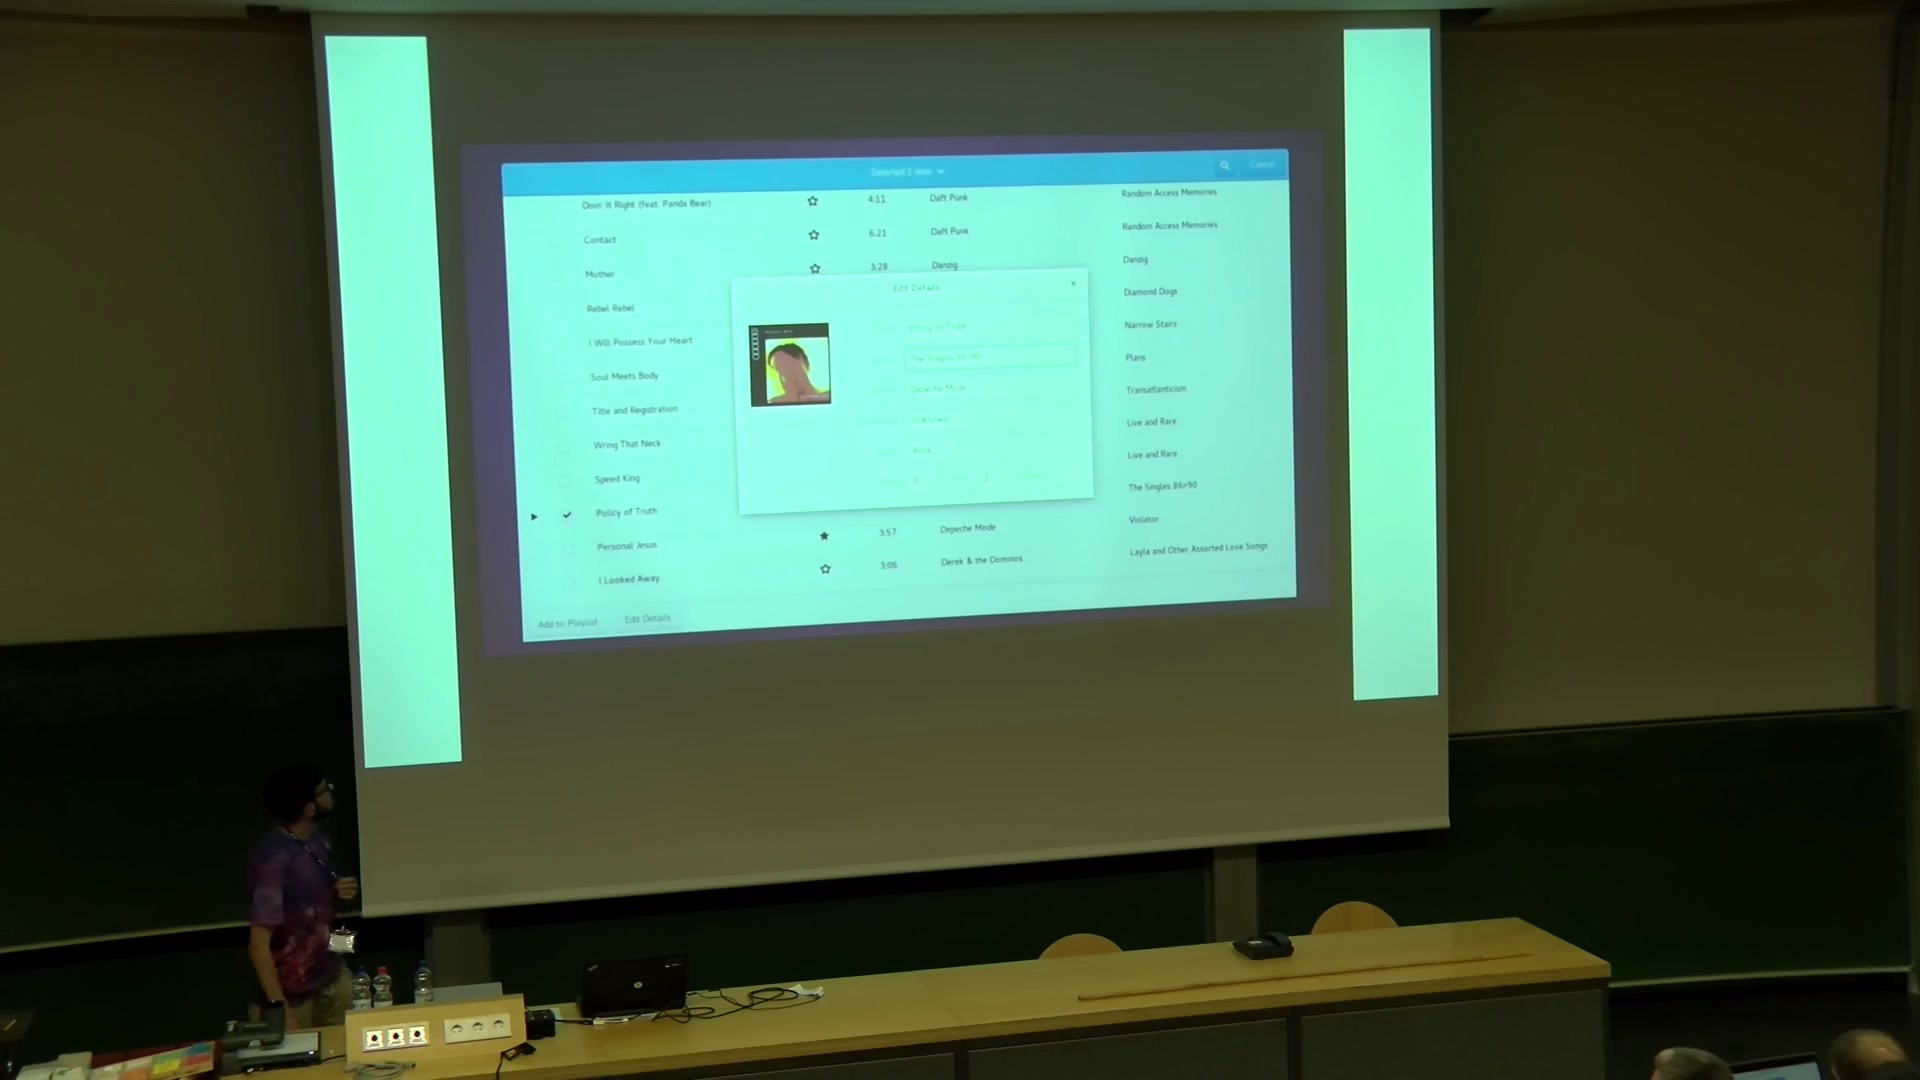 Selected 1 item
Cancel
Doin' It Right (feat. Panda Bear) 4:11 Daft Punk Random Access Memories
Contact 6:21 Daft Punk Random Access Memories
Mother 3:28 Danzig Danzig
Rebel Rebel Diamond Dogs
I Will Possess Your Heart Narrow Stairs
Soul Meets Body Plans
Title and Registration Transatlanticism
Wring That Neck Live and Rare
Speed King Live and Rare
Policy of Truth The Singles 86>90
Personal Jesus 3:57 Depeche Mode Violator
I Looked Away 3:06 Derek & the Dominos Layla and Other Assorted Love Songs
Add to Playlist Edit Details
Edit Details
Policy of Truth
The Singles 86>90
Depeche Mode
Unknown
Rock